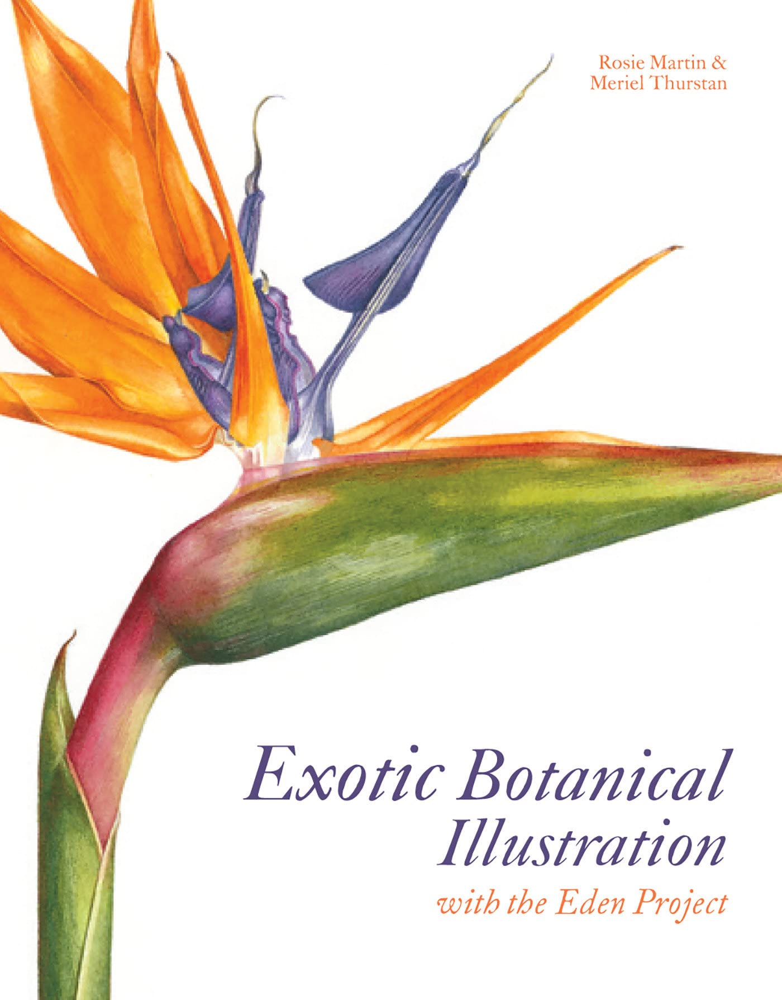 Rosie Martin &
Meriel Thurstan
Exotic Botanical
Illustration
with the Eden Project